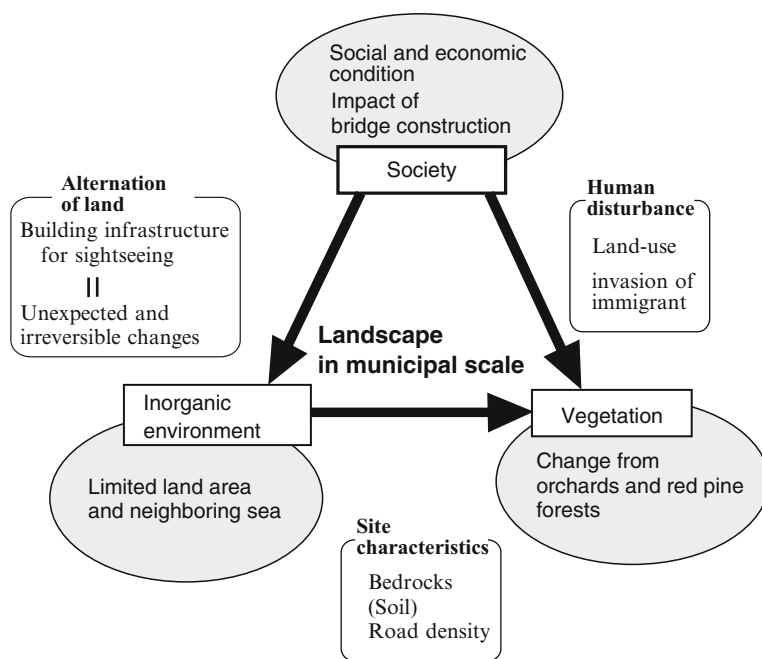 Social and economic
condition
Impact of
bridge construction
Society
Alternation
of land
Building infrastructure
for sightseeing
Unexpected and
irreversible changes
Human
disturbance
Land-use
invasion of
immigrant
Landscape
in municipal scale
Inorganic
environment
Limited land area
and neighboring sea
Vegetation
Change from
orchards and red pine
forests
Site
characteristics
Bedrocks
(Soil)
Road density